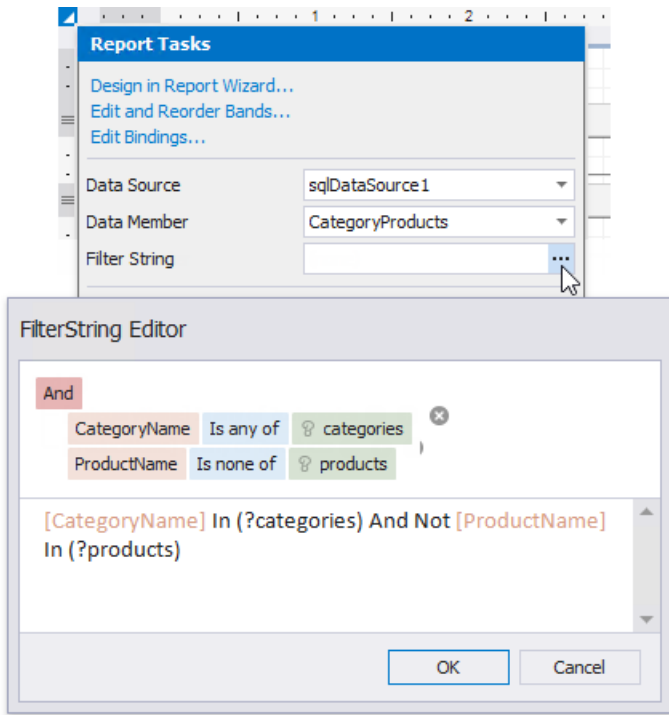 1 2
Report Tasks
Design in Report Wizard...
Edit and Reorder Bands...
Edit Bindings...
Data Source sqlDataSource1
Data Member CategoryProducts
Filter String ...
FilterString Editor
And
CategoryName Is any of ? categories
ProductName Is none of ? products
[CategoryName] In (?categories) And Not [ProductName]
In (?products)
OK Cancel